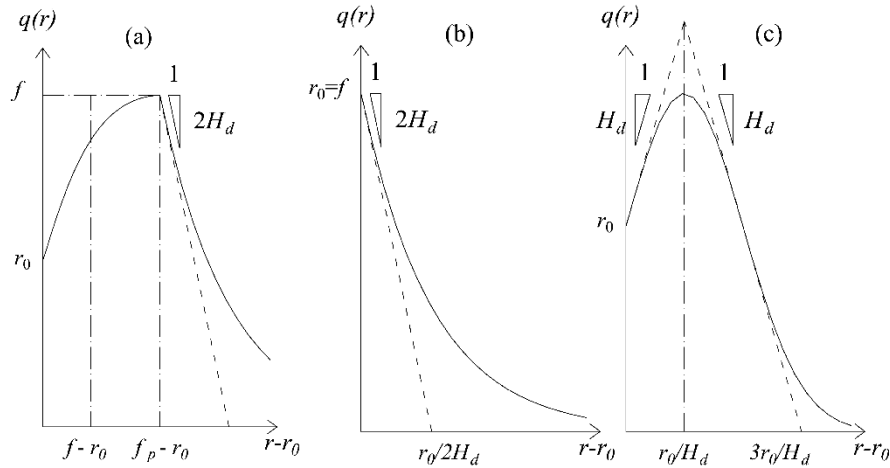 q(r)
(a)
1
f
2H_d
r_0
f - r_0
f_p - r_0
r-r_0
q(r)
(b)
1
r_0=f
2H_d
r_0/2H_d
r-r_0
q(r)
(c)
1
1
H_d
H_d
r_0
r_0/H_d
3r_0/H_d
r-r_0